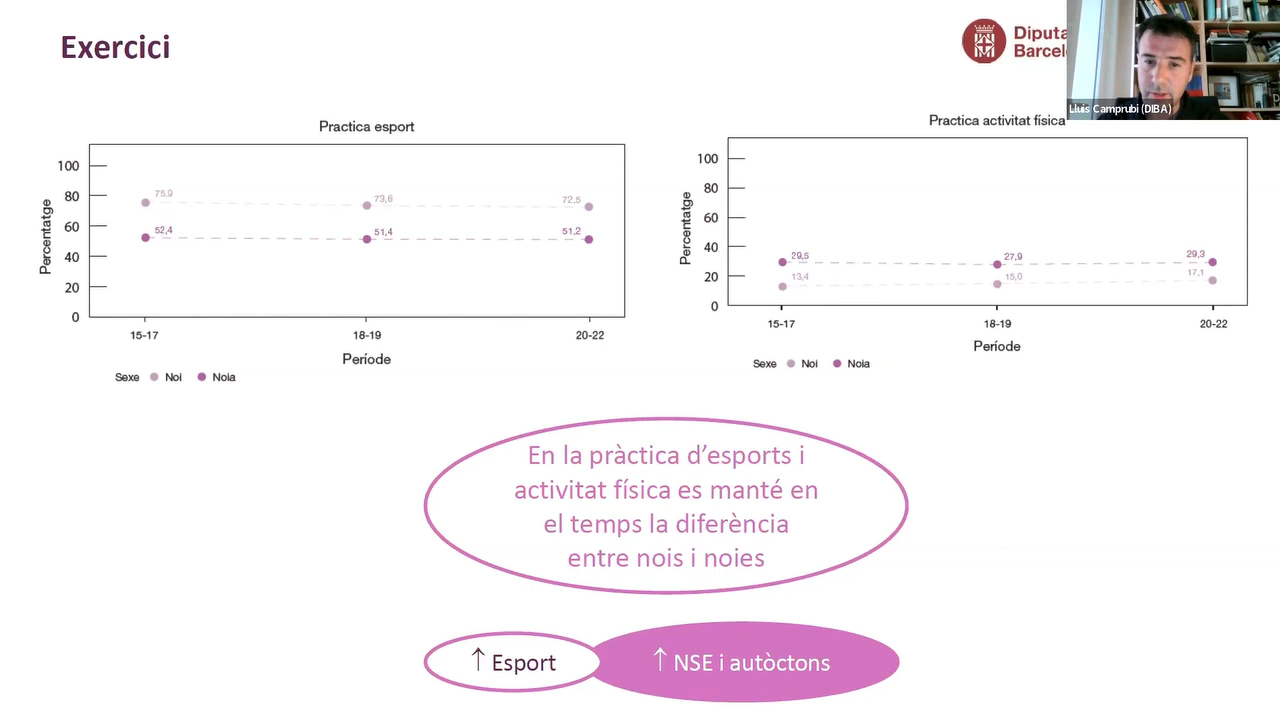 Exercici
Diputa
Barcelo
Lluís Camprubí (DIBA)
Practica esport
Percentatge
100
80
60
40
20
0
75,9
73,6
72,5
52,4
51,4
51,2
15-17
18-19
20-22
Període
Sexe Noi Noia
Practica activitat física
Percentatge
100
80
60
40
20
0
29,5
27,9
29,3
13,4
15,0
17,1
15-17
18-19
20-22
Període
Sexe Noi Noia
En la pràctica d'esports i
activitat física es manté en
el temps la diferència
entre nois i noies
↑ Esport
↑ NSE i autòctons